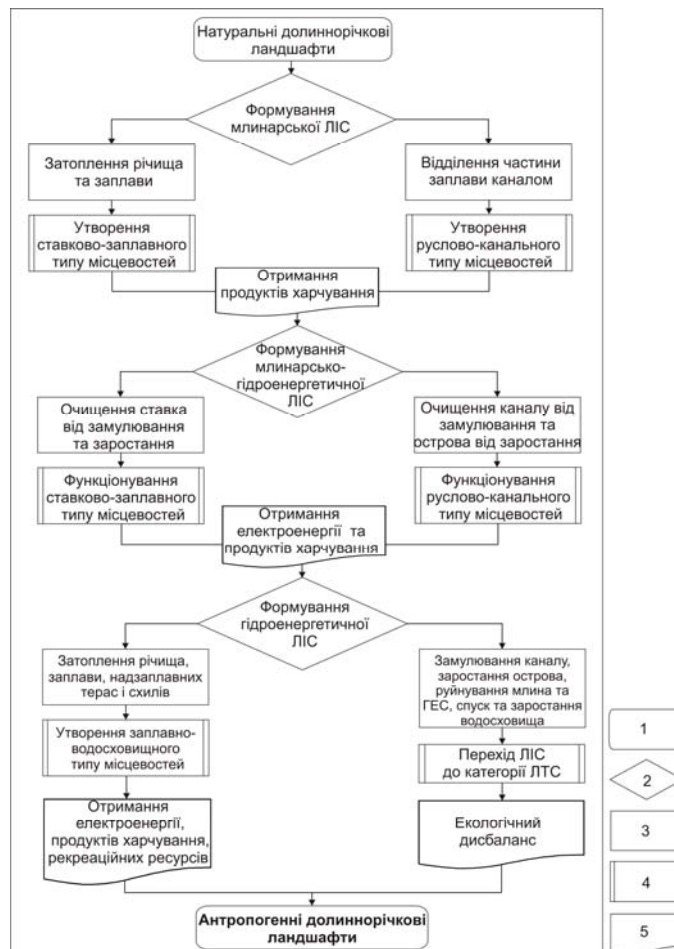 Натуральні долиннорічкові
ландшафти
Формування
млинарської ЛІС
Затоплення річища
та заплави
Відділення частини
заплави каналом
Утворення
ставково-заплавного
типу місцевостей
Утворення
руслово-канального
типу місцевостей
Отримання
продуктів харчування
Формування
млинарсько-
гідроенергетичної
ЛІС
Очищення ставка
від замулювання
та заростання
Очищення каналу від
замулювання та
острова від заростання
Функціонування
ставково-заплавного
типу місцевостей
Функціонування
руслово-канального
типу місцевостей
Отримання
електроенергії та
продуктів харчування
Формування
гідроенергетичної
ЛІС
Затоплення річища,
заплави, надзаплавних
терас і схилів
Замулювання каналу,
заростання острова,
руйнування млина та
ГЕС, спуск та заростання
водосховища
Утворення заплавно-
водосховищного
типу місцевостей
Перехід ЛІС
до категорії ЛТС
Отримання
електроенергії,
продуктів харчування,
рекреаційних ресурсів
Екологічний
дисбаланс
Антропогенні долиннорічкові
ландшафти
1
2
3
4
5